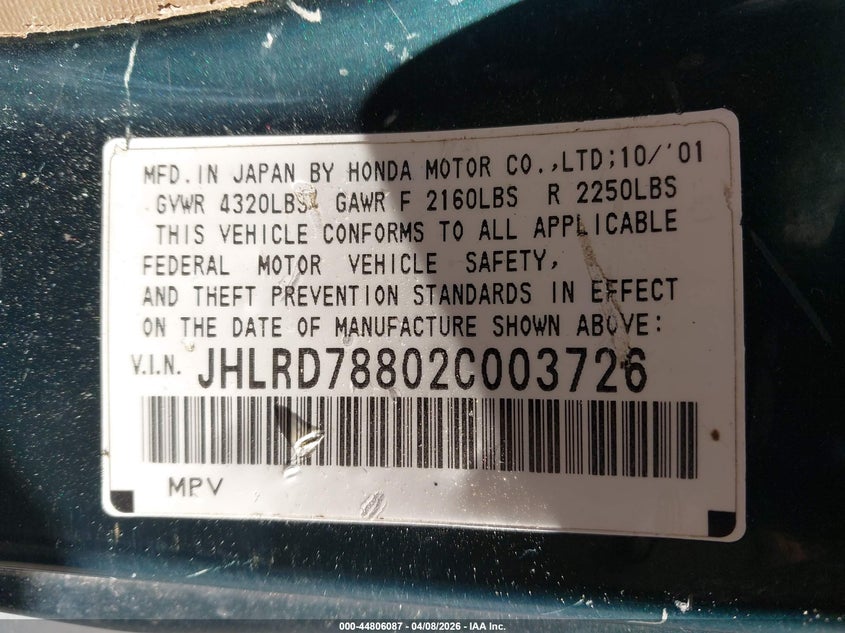 MFD.IN JAPAN BY HONDA MOTOR CO.,LTD;10/'01
GVWR 4320LBS GAWR F 2160LBS R 2250LBS
THIS VEHICLE CONFORMS TO ALL APPLICABLE
FEDERAL MOTOR VEHICLE SAFETY,
AND THEFT PREVENTION STANDARDS IN EFFECT
ON THE DATE OF MANUFACTURE SHOWN ABOVE:
V.I.N. JHLRD78802C003726
MPV
000-44806087 | 04/08/2026 | IAA Inc.